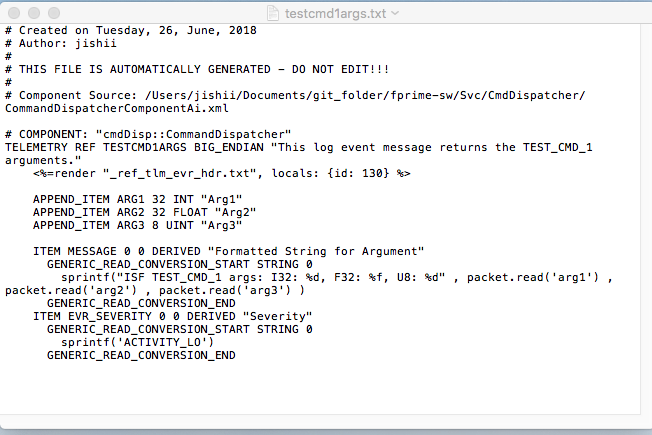 testcmd1args.txt
# Created on Tuesday, 26, June, 2018
# Author: jishii
#
# THIS FILE IS AUTOMATICALLY GENERATED - DO NOT EDIT!!!
#
# Component Source: /Users/jishii/Documents/git_folder/fprime-sw/Svc/CmdDispatcher/
CommandDispatcherComponentAi.xml

# COMPONENT: "cmdDisp::CommandDispatcher"
TELEMETRY REF TESTCMD1ARGS BIG_ENDIAN "This log event message returns the TEST_CMD_1
arguments."
    <%=render "_ref_tlm_evr_hdr.txt", locals: {id: 130} %>

    APPEND_ITEM ARG1 32 INT "Arg1"
    APPEND_ITEM ARG2 32 FLOAT "Arg2"
    APPEND_ITEM ARG3 8 UINT "Arg3"

    ITEM MESSAGE 0 0 DERIVED "Formatted String for Argument"
      GENERIC_READ_CONVERSION_START STRING 0
        sprintf("ISF TEST_CMD_1 args: I32: %d, F32: %f, U8: %d" , packet.read('arg1') ,
packet.read('arg2') , packet.read('arg3') )
      GENERIC_READ_CONVERSION_END
    ITEM EVR_SEVERITY 0 0 DERIVED "Severity"
      GENERIC_READ_CONVERSION_START STRING 0
        sprintf('ACTIVITY_LO')
      GENERIC_READ_CONVERSION_END